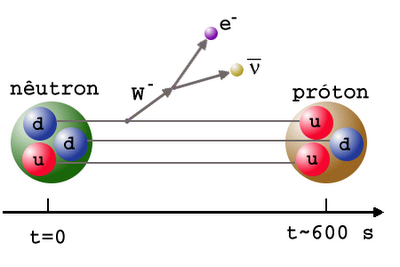 e⁻
ν̅
W⁻
nêutron
próton
d
d
u
u
d
u
t=0
t~600 s